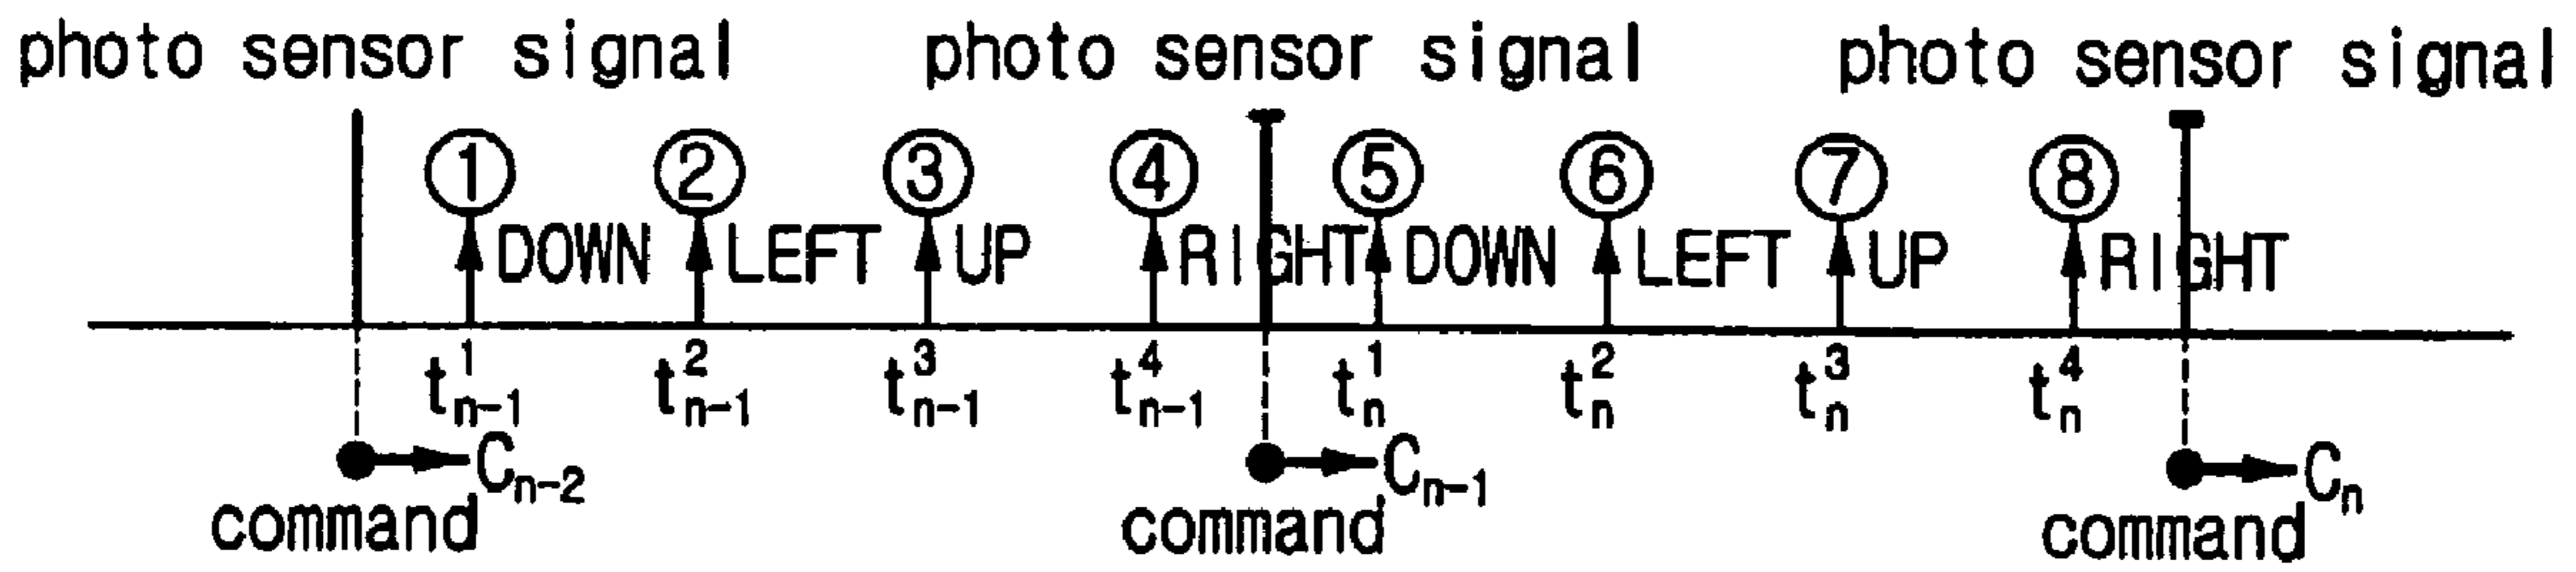 photo sensor signal photo sensor signal photo sensor signal
① ② ③ ④ ⑤ ⑥ ⑦ ⑧
DOWN LEFT UP RIGHT DOWN LEFT UP RIGHT
t¹ₙ₋₁ t²ₙ₋₁ t³ₙ₋₁ t⁴ₙ₋₁ t¹ₙ t²ₙ t³ₙ t⁴ₙ
Cₙ₋₂ Cₙ₋₁ Cₙ
command command command